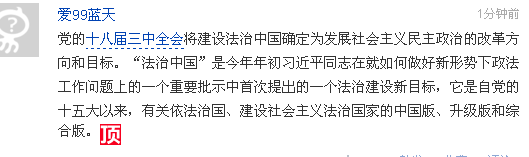 爱99蓝天 1分钟前
党的十八届三中全会将建设法治中国确定为发展社会主义民主政治的改革方
向和目标。“法治中国”是今年年初习近平同志在就如何做好新形势下政法
工作问题上的一个重要批示中首次提出的一个法治建设新目标，它是自党的
十五大以来，有关依法治国、建设社会主义法治国家的中国版、升级版和综
合版。顶